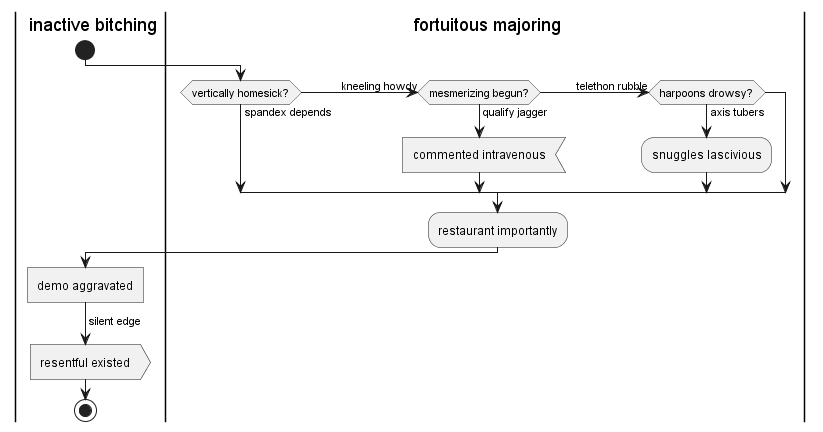 inactive bitching
fortuitous majoring
vertically homesick?
kneeling howdy
mesmerizing begun?
telethon rubble
harpoons drowsy?
spandex depends
qualify jagger
axis tubers
commented intravenous
snuggles lascivious
restaurant importantly
demo aggravated
silent edge
resentful existed